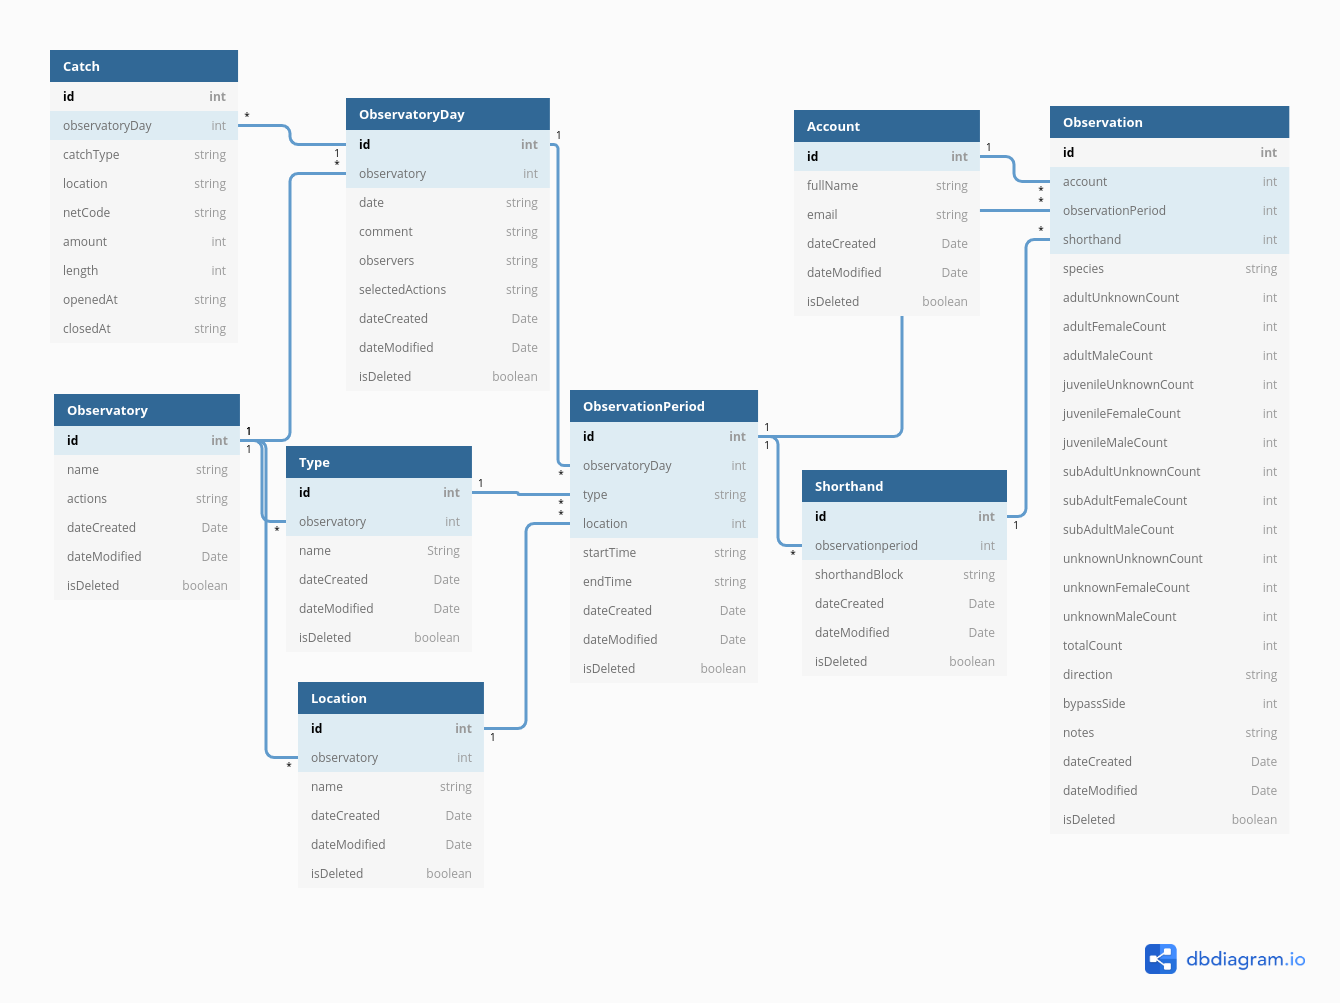 Catch
id int
observatoryDay int
catchType string
location string
netCode string
amount int
length int
openedAt string
closedAt string
*
1
*
ObservatoryDay
id int
observatory int
date string
comment string
observers string
selectedActions string
dateCreated Date
dateModified Date
isDeleted boolean
1
Account
id int
fullName string
email string
dateCreated Date
dateModified Date
isDeleted boolean
1
*
*
*
Observation
id int
account int
observationPeriod int
shorthand int
species string
adultUnknownCount int
adultFemaleCount int
adultMaleCount int
juvenileUnknownCount int
juvenileFemaleCount int
juvenileMaleCount int
subAdultUnknownCount int
subAdultFemaleCount int
subAdultMaleCount int
unknownUnknownCount int
unknownFemaleCount int
unknownMaleCount int
totalCount int
direction string
bypassSide int
notes string
dateCreated Date
dateModified Date
isDeleted boolean
Observatory
id int
name string
actions string
dateCreated Date
dateModified Date
isDeleted boolean
1
1
*
Type
id int
observatory int
name String
dateCreated Date
dateModified Date
isDeleted boolean
1
*
*
*
ObservationPeriod
id int
observatoryDay int
type string
location int
startTime string
endTime string
dateCreated Date
dateModified Date
isDeleted boolean
1
1
*
Shorthand
id int
observationperiod int
shorthandBlock string
dateCreated Date
dateModified Date
isDeleted boolean
1
Location
id int
observatory int
name string
dateCreated Date
dateModified Date
isDeleted boolean
1
*
dbdiagram.io